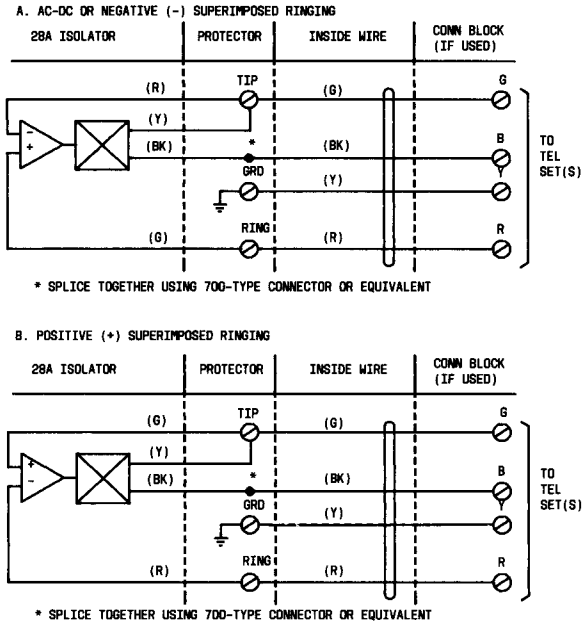 A. AC-DC OR NEGATIVE (-) SUPERIMPOSED RINGING
28A ISOLATOR PROTECTOR INSIDE WIRE CONN BLOCK
(IF USED)
TIP G
(R) (G)
(Y)
- +
(BK) * (BK) B
GRD Y
(Y)
TO
TEL
SET(S)
RING R
(G) (R)
* SPLICE TOGETHER USING 700-TYPE CONNECTOR OR EQUIVALENT
B. POSITIVE (+) SUPERIMPOSED RINGING
28A ISOLATOR PROTECTOR INSIDE WIRE CONN BLOCK
(IF USED)
TIP G
(G) (G)
(Y)
+ -
(BK) * (BK) B
GRD Y
(Y)
TO
TEL
SET(S)
RING R
(R) (R)
* SPLICE TOGETHER USING 700-TYPE CONNECTOR OR EQUIVALENT